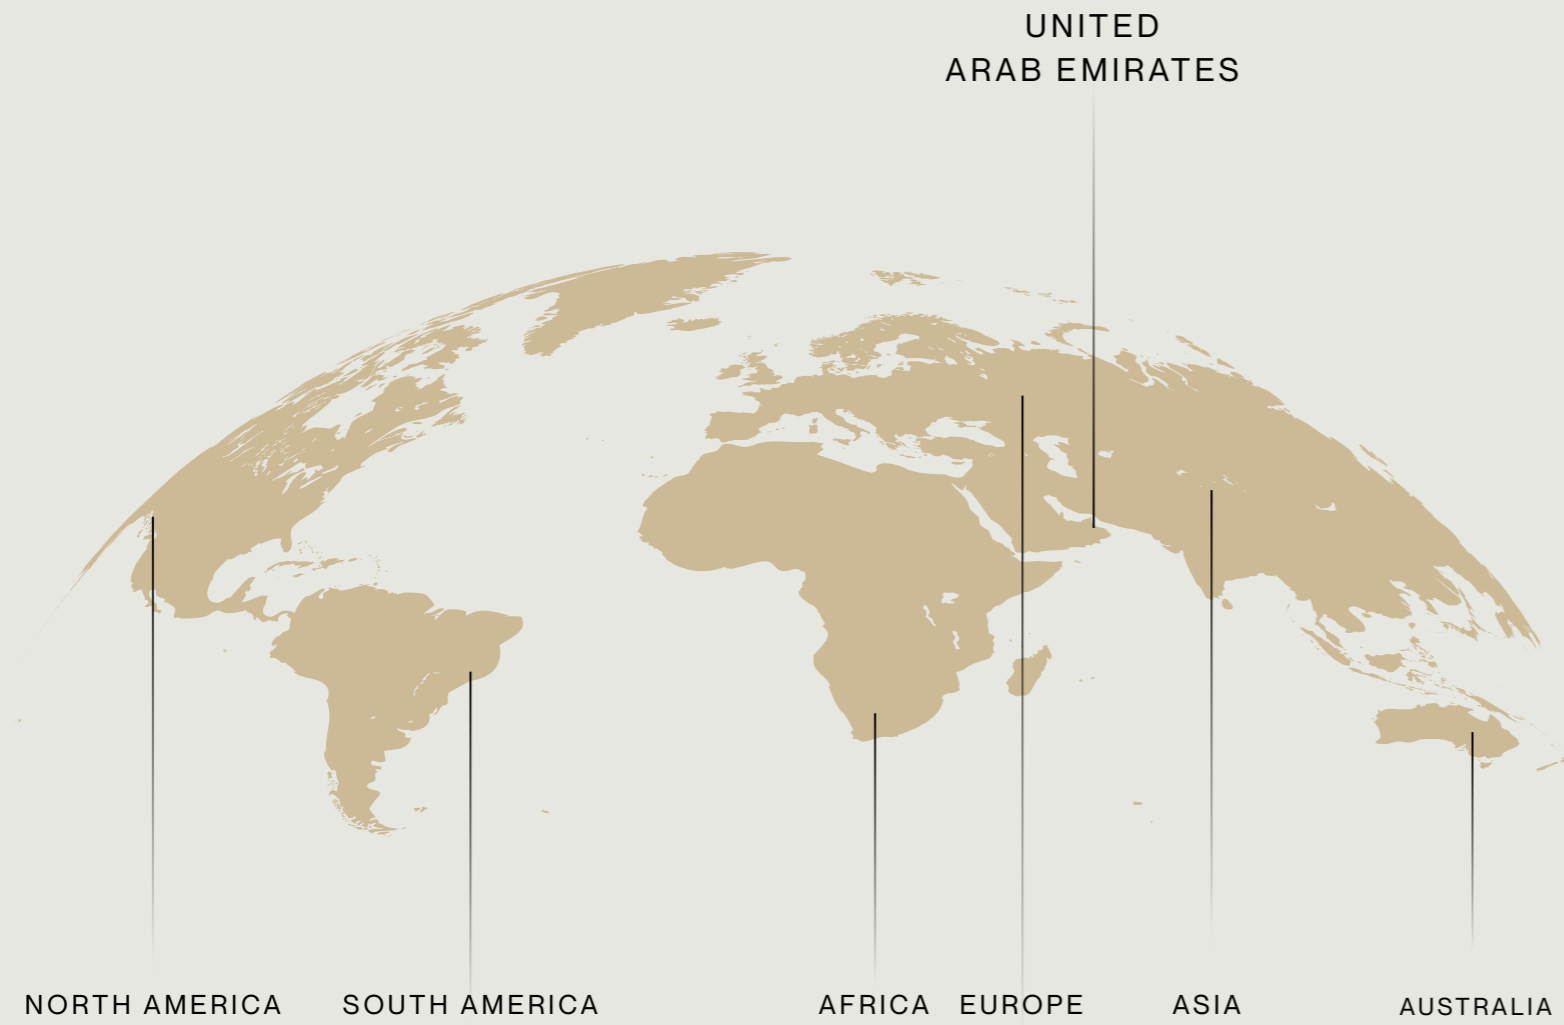 UNITED
ARAB EMIRATES
NORTH AMERICA
SOUTH AMERICA
AFRICA
EUROPE
ASIA
AUSTRALIA